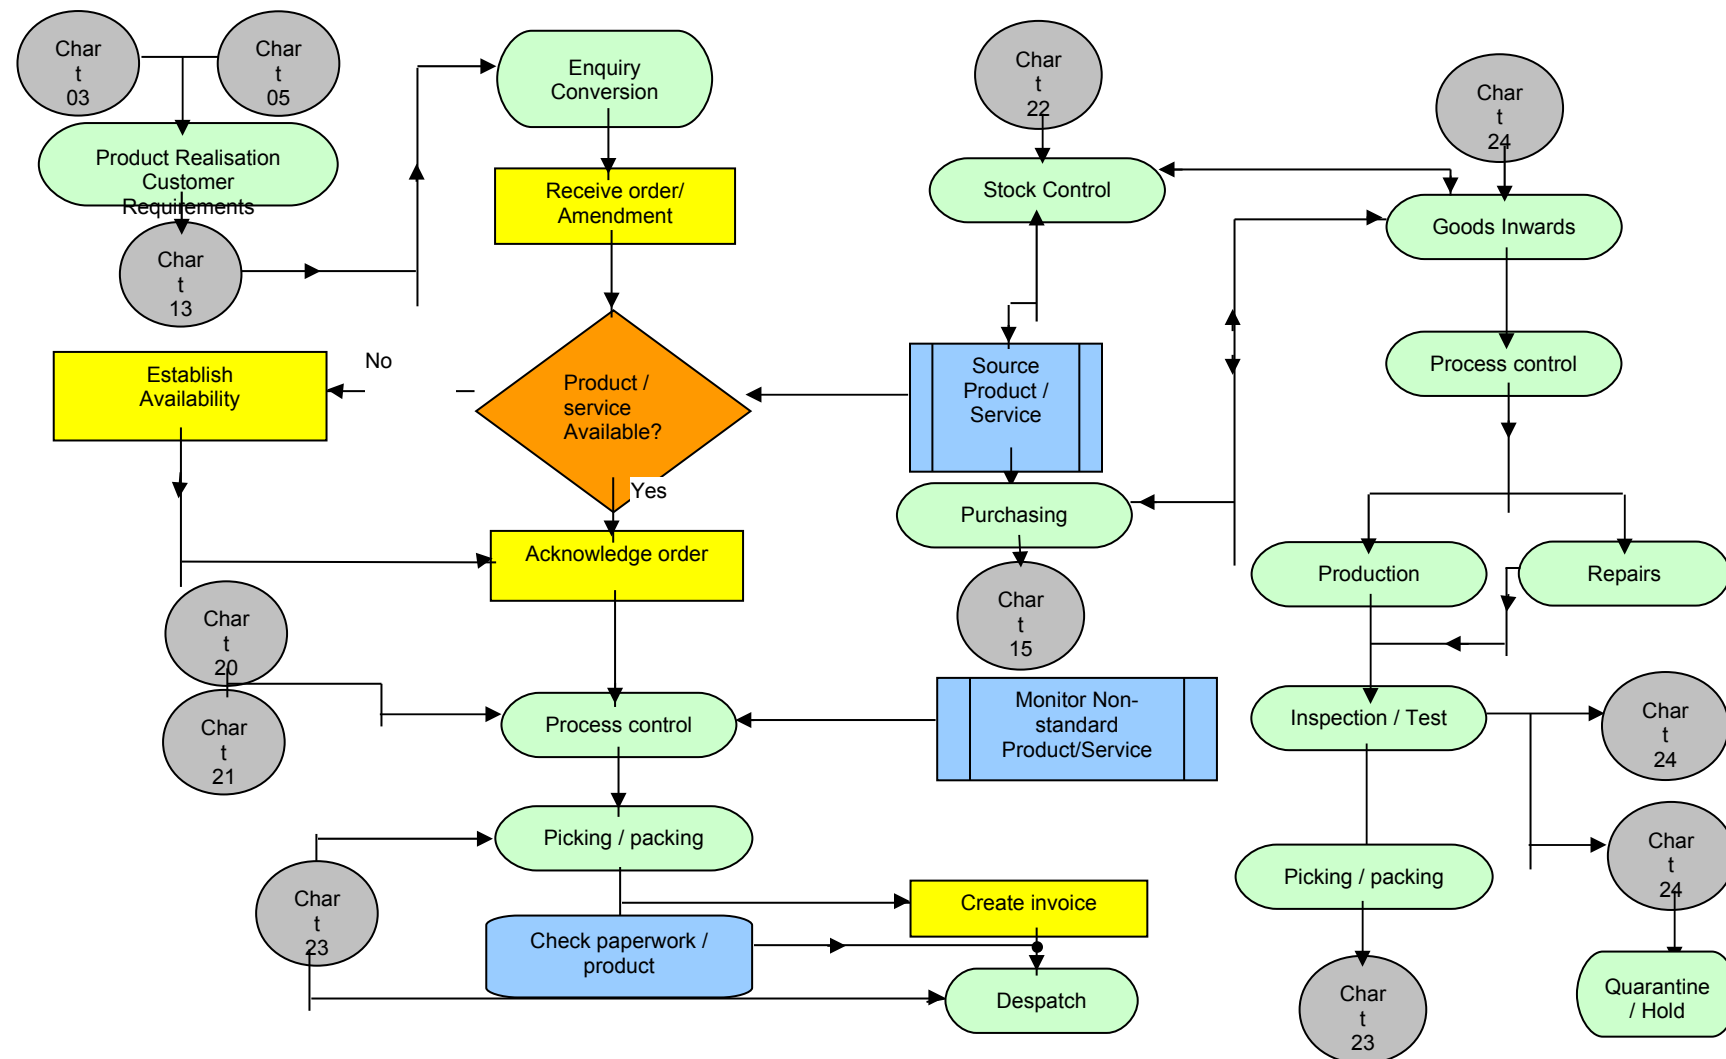 Char
t
03
Char
t
05
Product Realisation
Customer
Requirements
Char
t
13
Enquiry
Conversion
Receive order/
Amendment
Product /
service
Available?
No
Yes
Establish
Availability
Acknowledge order
Char
t
20
Char
t
21
Process control
Picking / packing
Char
t
23
Check paperwork /
product
Create invoice
Despatch
Char
t
22
Stock Control
Source
Product /
Service
Purchasing
Char
t
15
Monitor Non-
standard
Product/Service
Char
t
24
Goods Inwards
Process control
Production
Repairs
Inspection / Test
Char
t
24
Char
t
24
Picking / packing
Char
t
23
Quarantine
/ Hold